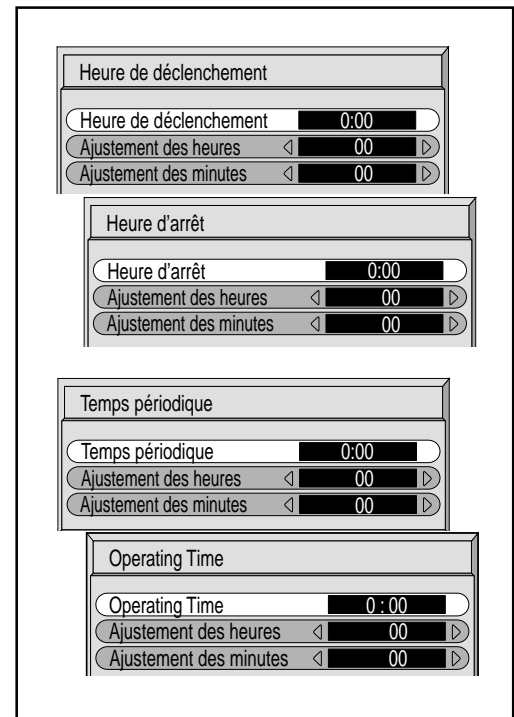 Heure de déclenchement
Heure de déclenchement 0:00
Ajustement des heures 00
Ajustement des minutes 00
Heure d'arrêt
Heure d'arrêt 0:00
Ajustement des heures 00
Ajustement des minutes 00
Temps périodique
Temps périodique 0:00
Ajustement des heures 00
Ajustement des minutes 00
Operating Time
Operating Time 0 : 00
Ajustement des heures 00
Ajustement des minutes 00